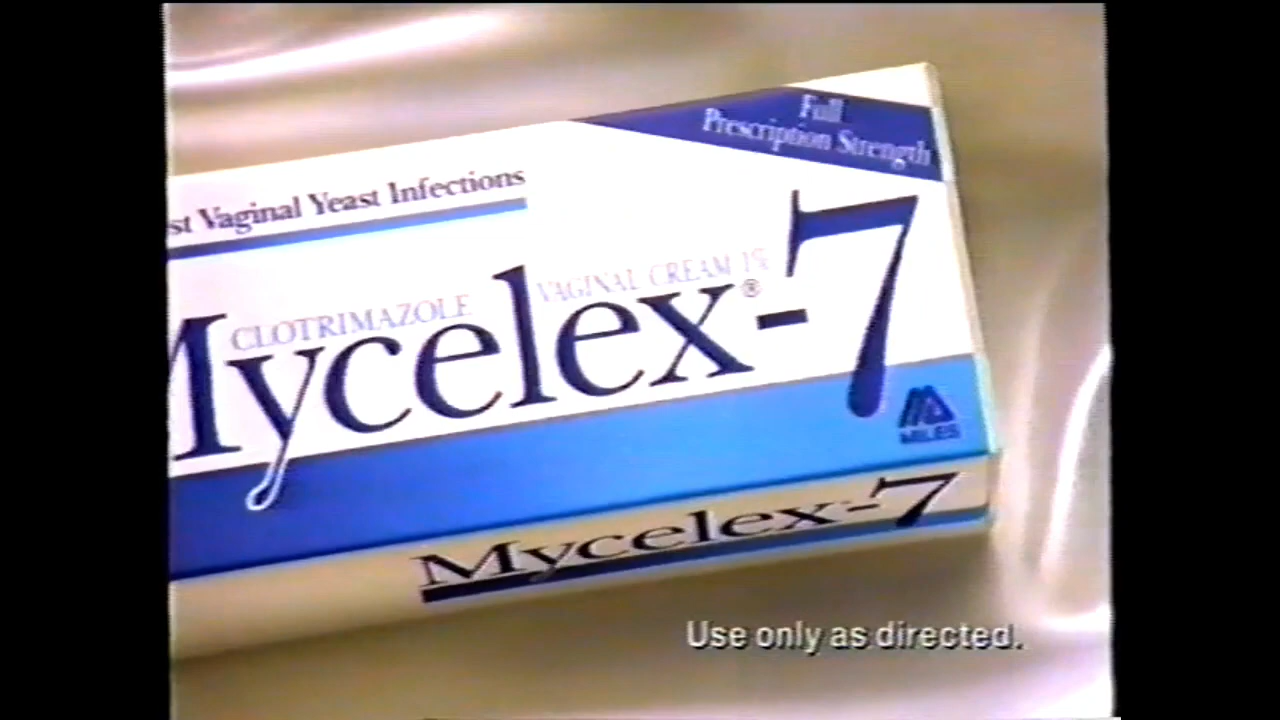 Full
Prescription Strength
st Vaginal Yeast Infections
CLOTRIMAZOLE VAGINAL CREAM 1%
Mycelex®-7
MILES
Mycelex-7
Use only as directed.